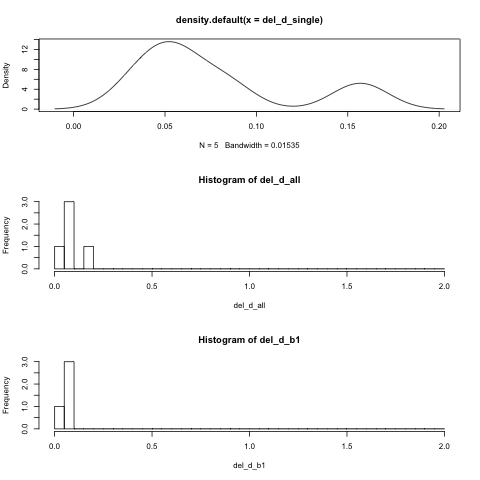 density.default(x = del_d_single)
Density
0 4 8 12
0.00 0.05 0.10 0.15 0.20
N = 5 Bandwidth = 0.01535
Histogram of del_d_all
Frequency
0.0 1.0 2.0 3.0
0.0 0.5 1.0 1.5 2.0
del_d_all
Histogram of del_d_b1
Frequency
0.0 1.0 2.0 3.0
0.0 0.5 1.0 1.5 2.0
del_d_b1